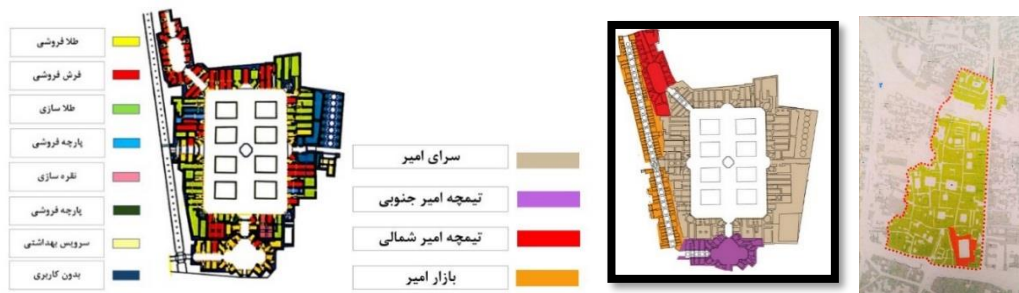 طلا فروشی
فرش فروشی
طلا سازی
پارچه فروشی
نقره سازی
پارچه فروشی
سرویس بهداشتی
بدون کاربری
سرای امیر
تیمچه امیر جنوبی
تیمچه امیر شمالی
بازار امیر